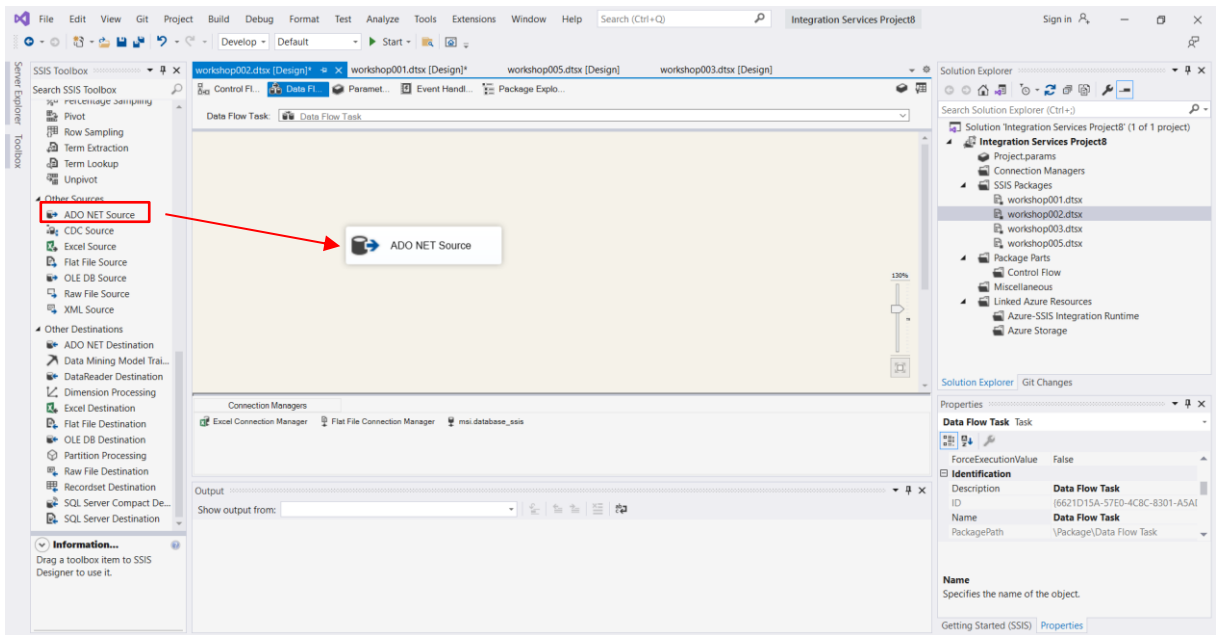 File Edit View Git Project Build Debug Format Test Analyze Tools Extensions Window Help Search (Ctrl+Q) Integration Services Project8 Sign in
Develop Default Start
Server Explorer
Toolbox
SSIS Toolbox
Search SSIS Toolbox
Percentage Sampling
Pivot
Row Sampling
Term Extraction
Term Lookup
Unpivot
Other Sources
ADO NET Source
CDC Source
Excel Source
Flat File Source
OLE DB Source
Raw File Source
XML Source
Other Destinations
ADO NET Destination
Data Mining Model Trai...
DataReader Destination
Dimension Processing
Excel Destination
Flat File Destination
OLE DB Destination
Partition Processing
Raw File Destination
Recordset Destination
SQL Server Compact De...
SQL Server Destination
Information...
Drag a toolbox item to SSIS
Designer to use it.
workshop002.dtsx [Design]* workshop001.dtsx [Design]* workshop005.dtsx [Design] workshop003.dtsx [Design]
Control Fl... Data Fl... Paramet... Event Handl... Package Explo...
Data Flow Task: Data Flow Task
ADO NET Source
130%
Connection Managers
Excel Connection Manager Flat File Connection Manager msi.database_ssis
Output
Show output from:
Solution Explorer
Search Solution Explorer (Ctrl+;)
Solution 'Integration Services Project8' (1 of 1 project)
Integration Services Project8
Project.params
Connection Managers
SSIS Packages
workshop001.dtsx
workshop002.dtsx
workshop003.dtsx
workshop005.dtsx
Package Parts
Control Flow
Miscellaneous
Linked Azure Resources
Azure-SSIS Integration Runtime
Azure Storage
Solution Explorer Git Changes
Properties
Data Flow Task Task
ForceExecutionValue False
Identification
Description Data Flow Task
ID {6621D15A-57E0-4C8C-8301-A5AI
Name Data Flow Task
PackagePath \Package\Data Flow Task
Name
Specifies the name of the object.
Getting Started (SSIS) Properties